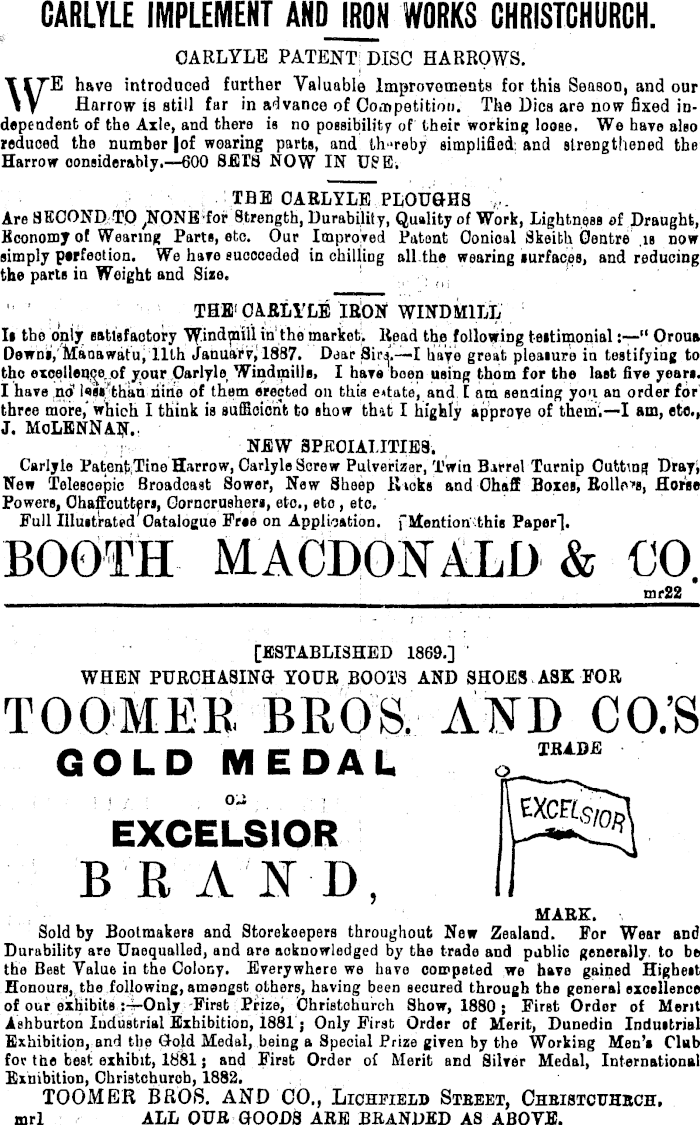 CARLYLE IMPLEMENT AND IRON WORKS CHRISTCHURCH.
CARLYLE PATENT DISC HARROWS.
WE have introduced further Valuable Improvements for this Season, and our
Harrow is still far in advance of Competition. The Dics are now fixed in-
dependent of the Axle, and there is no possibility of their working loose. We have also
reduced the number of wearing parts, and thereby simplified and strengthened the
Harrow considerably.—600 SETS NOW IN USE.
THE CARLYLE PLOUGHS
Are SECOND TO NONE for Strength, Durability, Quality of Work, Lightness of Draught,
Economy of Wearing Parts, etc. Our Improved Patent Conical Skeith Centre is now
simply perfection. We have succeeded in chilling all the wearing surfaces, and reducing
the parts in Weight and Size.
THE CARLYLE IRON WINDMILL
Is the only satisfactory Windmill in the market. Read the following testimonial:—"Oroua
Downs, Manawatu, 11th January, 1887. Dear Sirs,—I have great pleasure in testifying to
the excellence of your Carlyle Windmills, I have been using them for the last five years.
I have no less than nine of them erected on this estate, and I am sending you an order for
three more, which I think is sufficient to show that I highly approve of them.—I am, etc.,
J. McLENNAN.
NEW SPECIALITIES.
Carlyle Patent Tine Harrow, Carlyle Screw Pulverizer, Twin Barrel Turnip Cutting Dray,
New Telescopic Broadcast Sower, New Sheep Racks and Chaff Boxes, Rollers, Horse
Powers, Chaffcutters, Corncrushers, etc., etc, etc.
Full Illustrated Catalogue Free on Application. [Mention this Paper].
BOOTH MACDONALD & CO.
mr22
[ESTABLISHED 1869.]
WHEN PURCHASING YOUR BOOTS AND SHOES ASK FOR
TOOMER BROS. AND CO.'S
GOLD MEDAL
OR
EXCELSIOR
BRAND,
TRADE
EXCELSIOR
MARK.
Sold by Bootmakers and Storekeepers throughout New Zealand. For Wear and
Durability are Unequalled, and are acknowledged by the trade and public generally to be
the Best Value in the Colony. Everywhere we have competed we have gained Highest
Honours, the following, amongst others, having been secured through the general excellence
of our exhibits:—Only First Prize, Christchurch Show, 1880; First Order of Merit
Ashburton Industrial Exhibition, 1881; Only First Order of Merit, Dunedin Industrial
Exhibition, and the Gold Medal, being a Special Prize given by the Working Men's Club
for the best exhibit, 1881; and First Order of Merit and Silver Medal, International
Exhibition, Christchurch, 1882.
TOOMER BROS. AND CO., LICHFIELD STREET, CHRISTCUHRCH,
mr1 ALL OUR GOODS ARE BRANDED AS ABOVE.